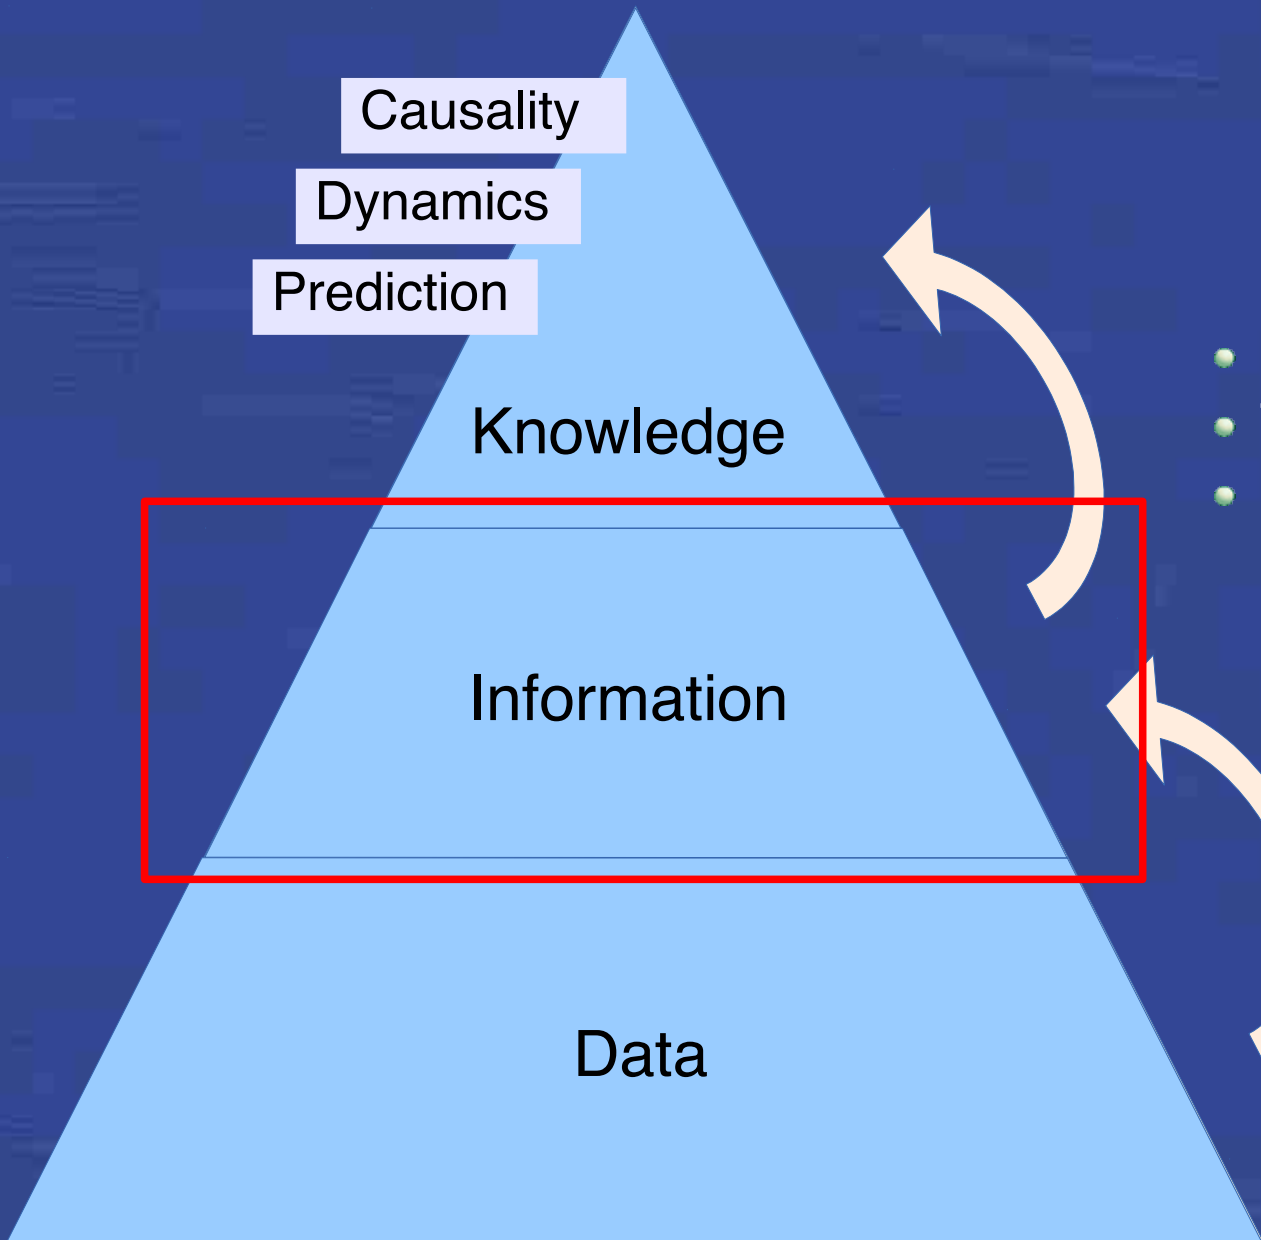 Causality
Dynamics
Prediction
Knowledge
Information
Data